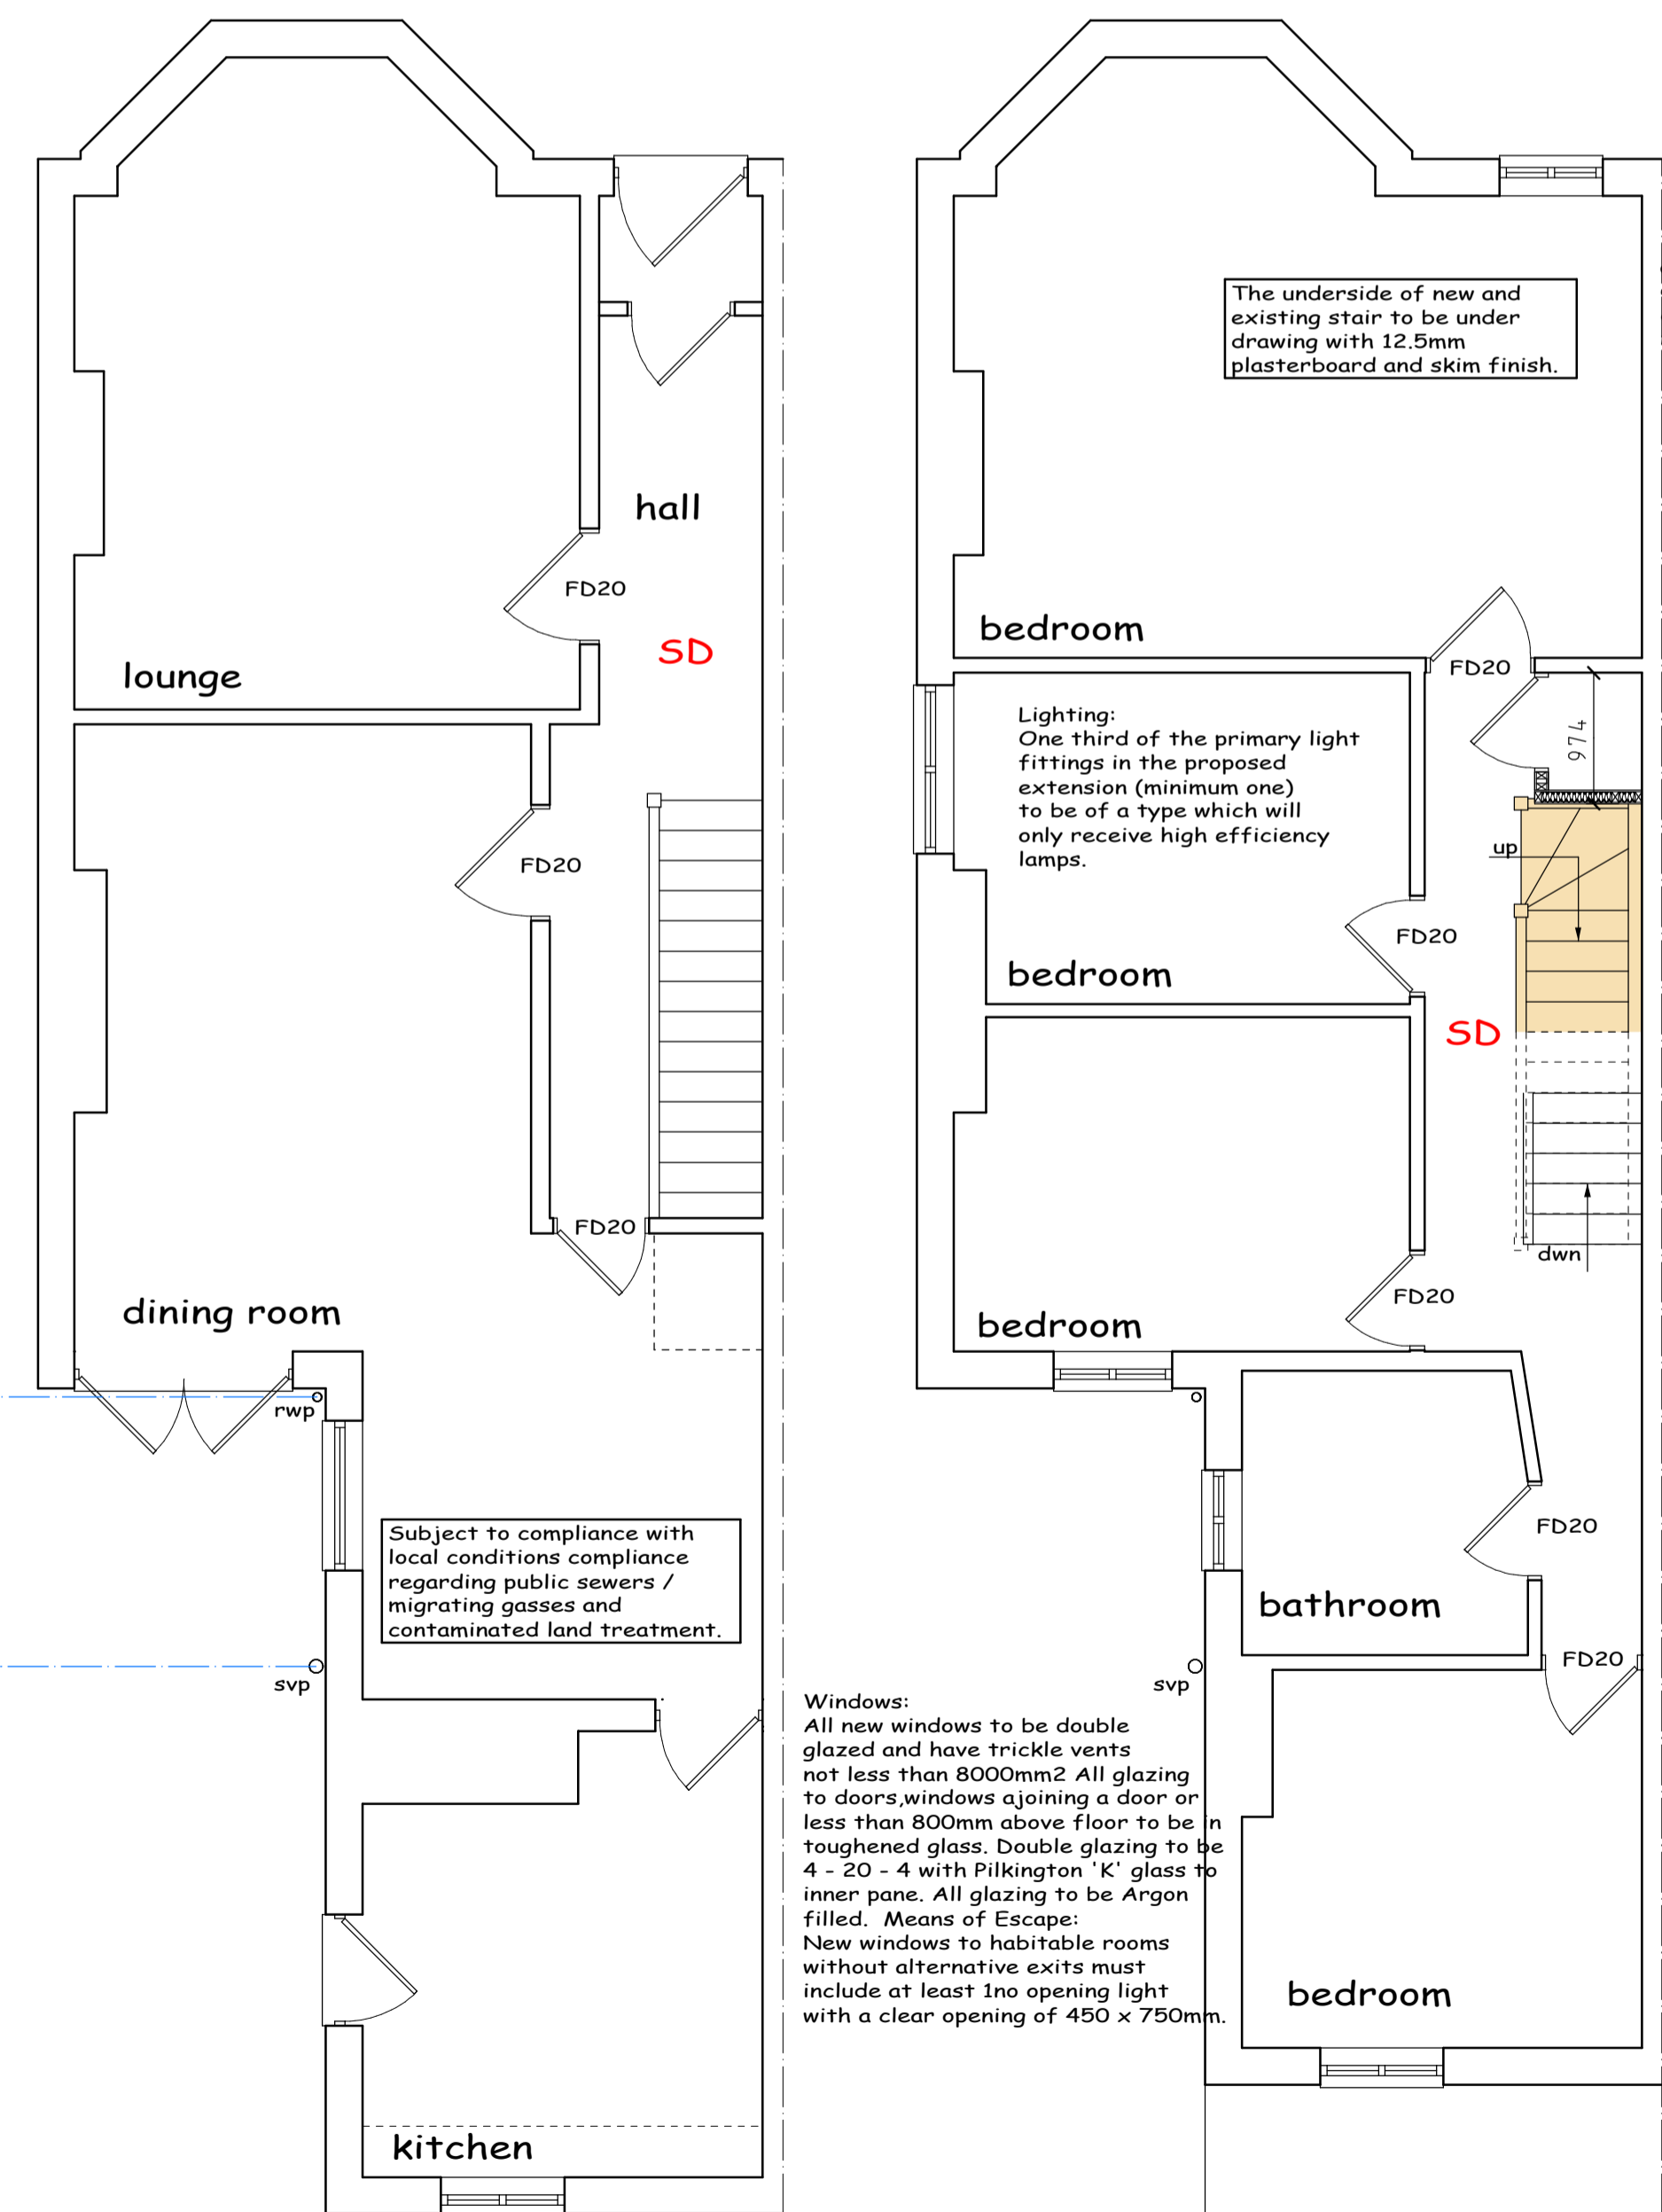 hall
FD20
SD
lounge
FD20
FD20
dining room
rwp
Subject to compliance with
local conditions compliance
regarding public sewers /
migrating gasses and
contaminated land treatment.
svp
kitchen
The underside of new and
existing stair to be under
drawing with 12.5mm
plasterboard and skim finish.
bedroom
FD20
974
Lighting:
One third of the primary light
fittings in the proposed
extension (minimum one)
to be of a type which will
only receive high efficiency
lamps.
up
FD20
bedroom
SD
dwn
FD20
bedroom
FD20
bathroom
FD20
svp
Windows:
All new windows to be double
glazed and have trickle vents
not less than 8000mm2 All glazing
to doors,windows ajoining a door or
less than 800mm above floor to be in
toughened glass. Double glazing to be
4 - 20 - 4 with Pilkington 'K' glass to
inner pane. All glazing to be Argon
filled.  Means of Escape:
New windows to habitable rooms
without alternative exits must
include at least 1no opening light
with a clear opening of 450 x 750mm.
bedroom